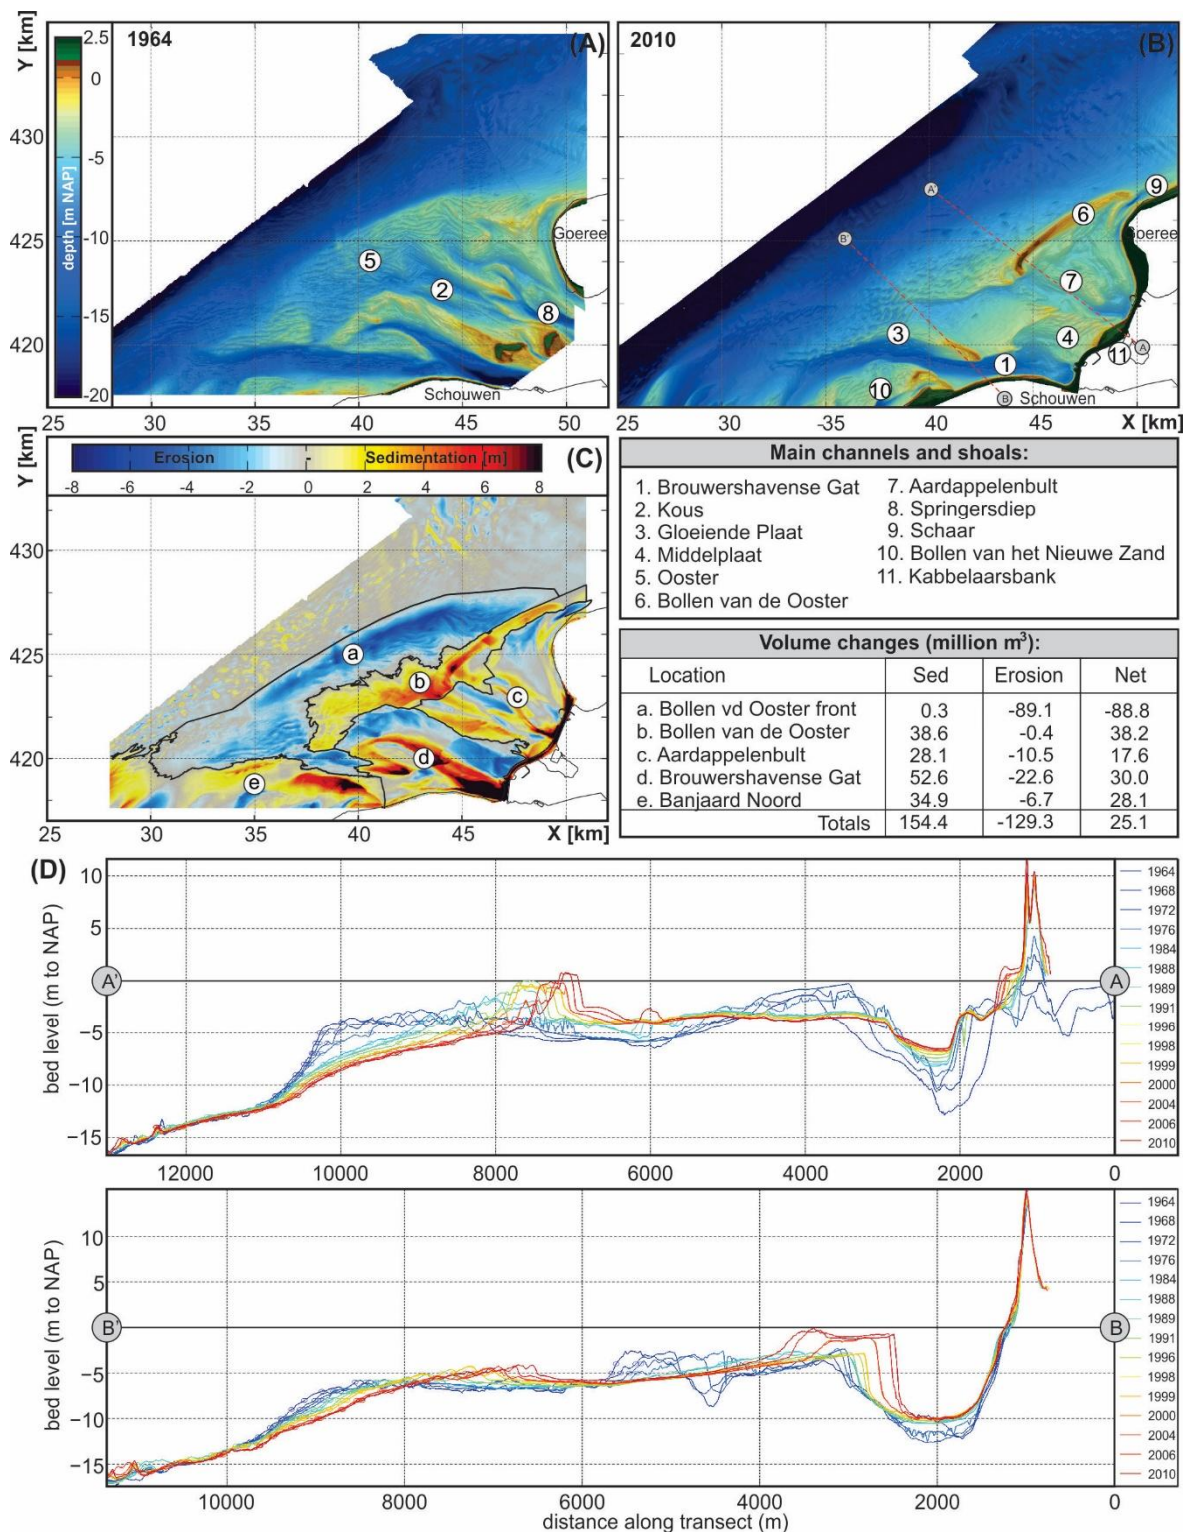 Y [km]
1964
(A)
2.5
0
-5
-10
-15
-20
depth [m NAP]
430
425
420
5
2
8
Goeree
Schouwen
25
30
35
40
45
50
2010
(B)
A'
B'
9
6
7
3
4
1
11
10
A
B
Goeree
Schouwen
25
30
-35
40
45
X [km]
Y [km]
Erosion
-
Sedimentation [m]
(C)
-8
-6
-4
-2
0
2
4
6
8
430
425
420
a
b
c
d
e
25
30
35
40
45
X [km]
Main channels and shoals:
1. Brouwershavense Gat
2. Kous
3. Gloeiende Plaat
4. Middelplaat
5. Ooster
6. Bollen van de Ooster
7. Aardappelenbult
8. Springersdiep
9. Schaar
10. Bollen van het Nieuwe Zand
11. Kabbelaarsbank
Volume changes (million m³):
Location Sed Erosion Net
a. Bollen vd Ooster front 0.3 -89.1 -88.8
b. Bollen van de Ooster 38.6 -0.4 38.2
c. Aardappelenbult 28.1 -10.5 17.6
d. Brouwershavense Gat 52.6 -22.6 30.0
e. Banjaard Noord 34.9 -6.7 28.1
Totals 154.4 -129.3 25.1
(D)
bed level (m to NAP)
10
5
0
−5
−10
−15
A'
A
12000
10000
8000
6000
4000
2000
0
1964
1968
1972
1976
1984
1988
1989
1991
1996
1998
1999
2000
2004
2006
2010
bed level (m to NAP)
10
5
0
−5
−10
−15
B'
B
10000
8000
6000
4000
2000
0
distance along transect (m)
1964
1968
1972
1976
1984
1988
1989
1991
1996
1998
1999
2000
2004
2006
2010